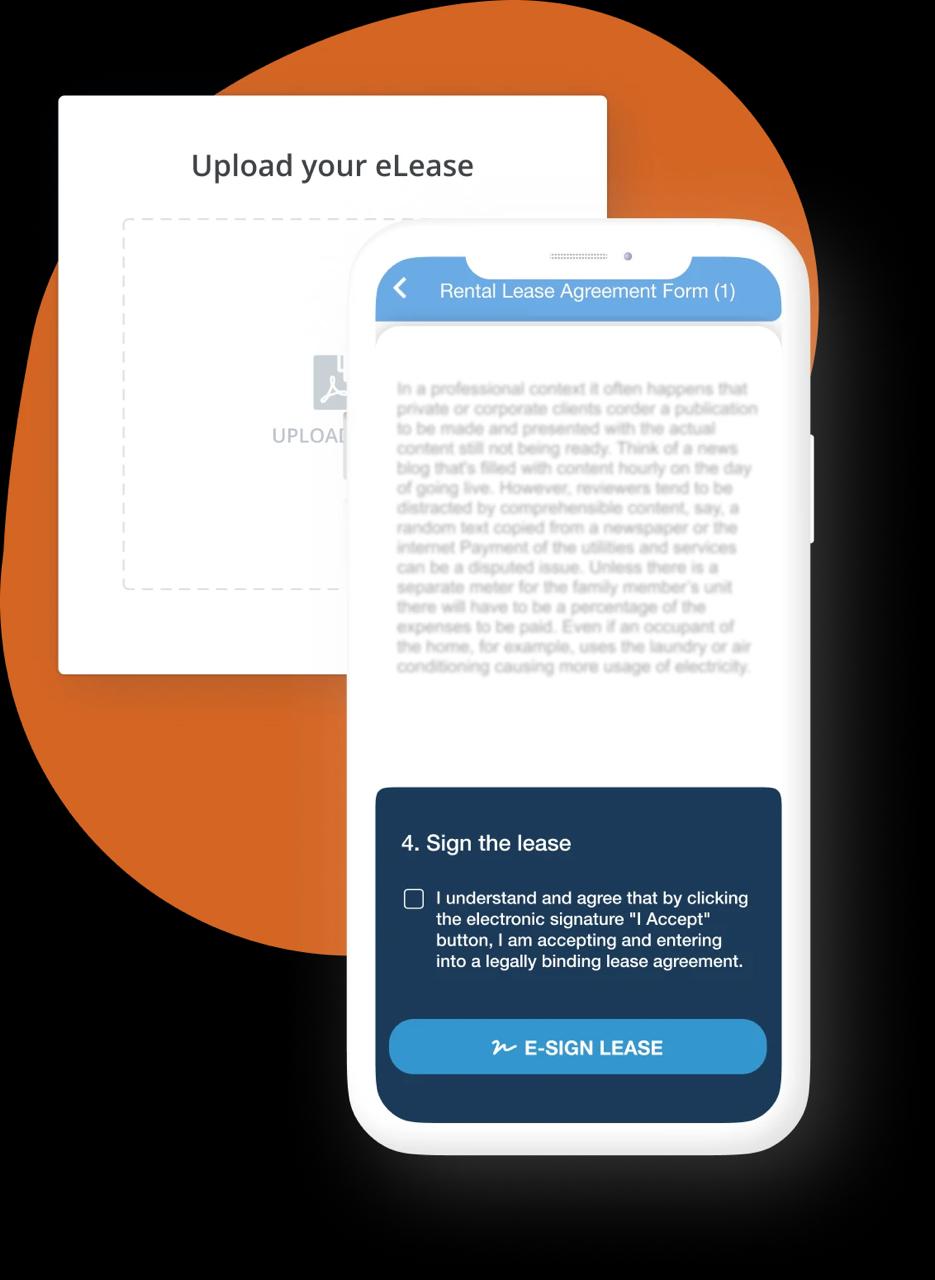 Upload your eLease
UPLOAD
Rental Lease Agreement Form (1)
In a professional context it often happens that
private or corporate clients corder a publication
to be made and presented with the actual
content still not being ready. Think of a news
blog that's filled with content hourly on the day
of going live. However, reviewers tend to be
distracted by comprehensible content, say, a
random text copied from a newspaper or the
internet Payment of the utilities and services
can be a disputed issue. Unless there is a
separate meter for the family member's unit
there will have to be a percentage of the
expenses to be paid. Even if an occupant of
the home, for example, uses the laundry or air
conditioning causing more usage of electricity.
4. Sign the lease
I understand and agree that by clicking
the electronic signature "I Accept"
button, I am accepting and entering
into a legally binding lease agreement.
E-SIGN LEASE